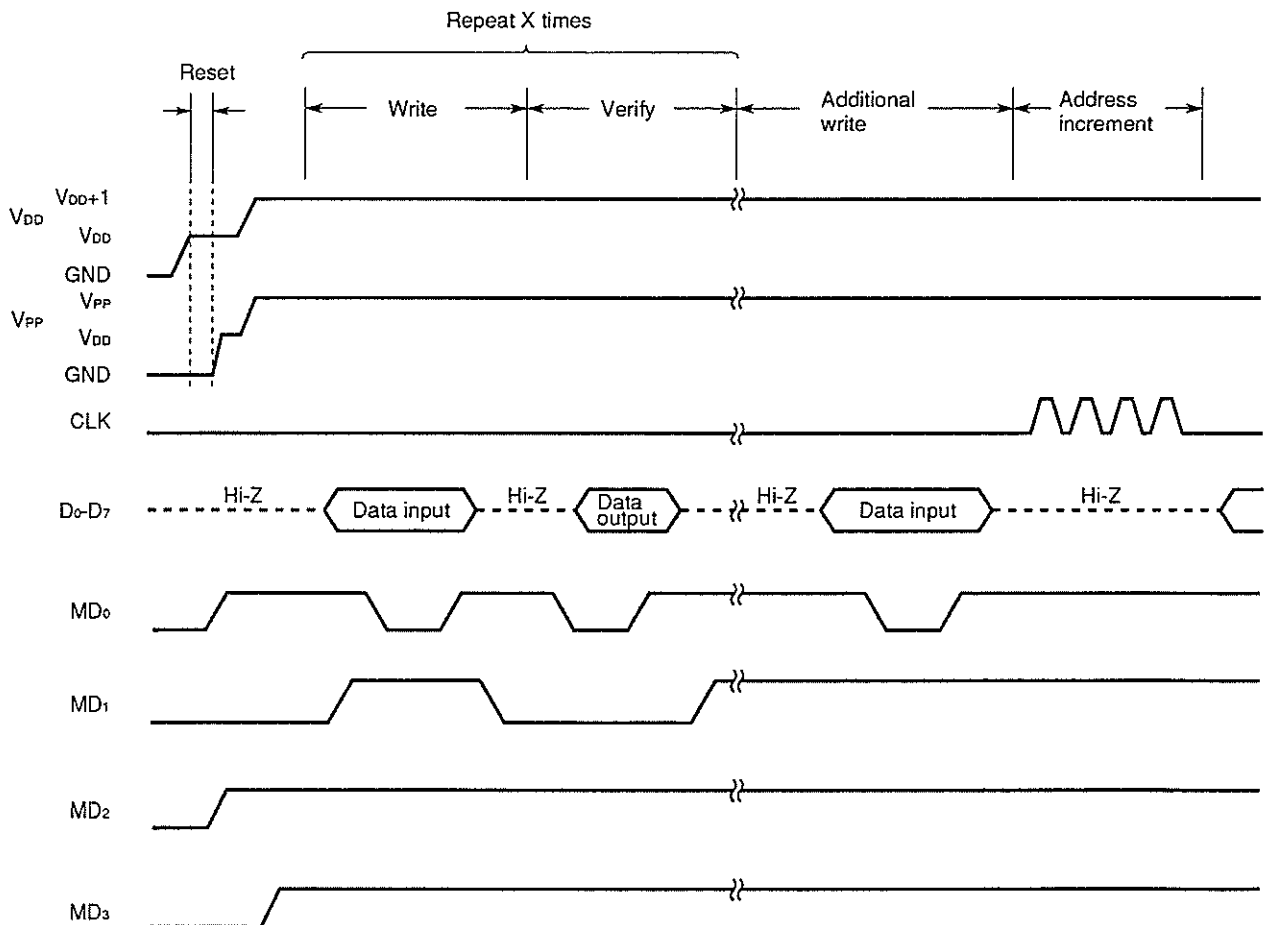 Repeat X times
Reset
Write
Verify
Additional
write
Address
increment
VDD
VDD+1
VDD
GND
VPP
VPP
VDD
GND
CLK
D0-D7
Hi-Z
Data input
Hi-Z
Data
output
Hi-Z
Data input
Hi-Z
MD0
MD1
MD2
MD3